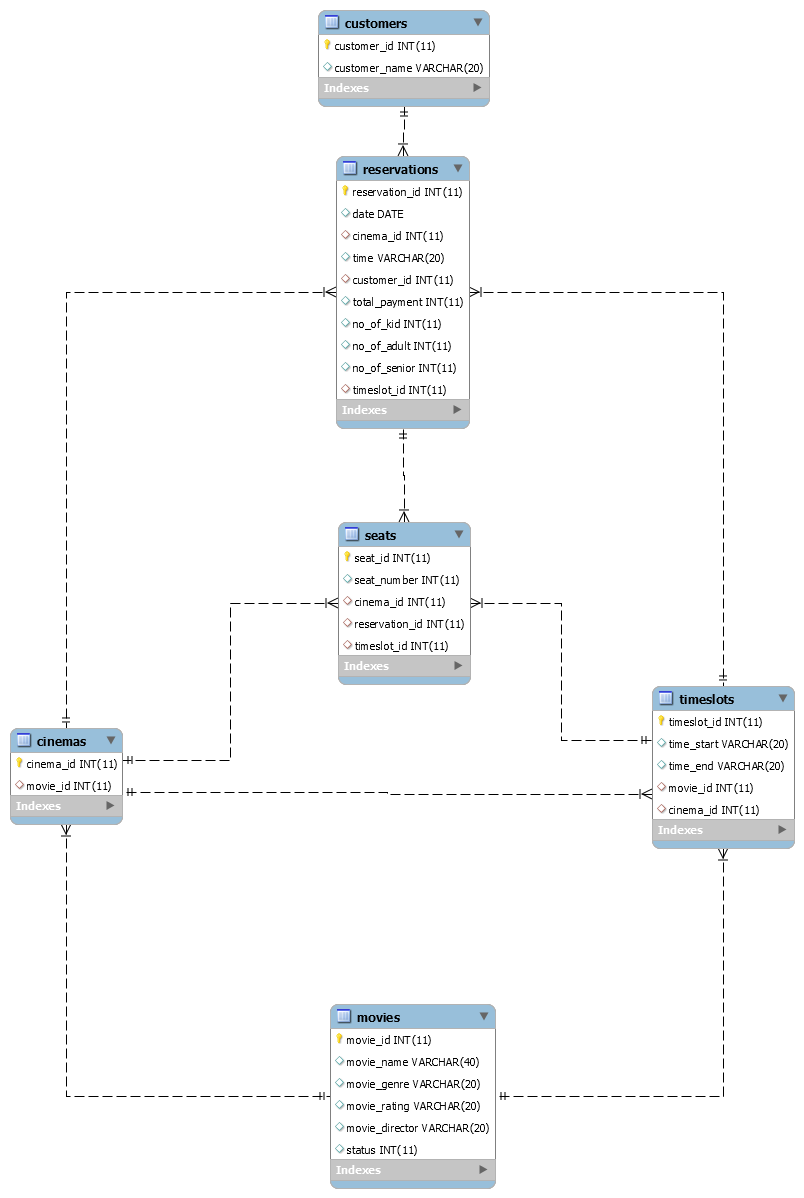 customers
customer_id INT(11)
customer_name VARCHAR(20)
Indexes
reservations
reservation_id INT(11)
date DATE
cinema_id INT(11)
time VARCHAR(20)
customer_id INT(11)
total_payment INT(11)
no_of_kid INT(11)
no_of_adult INT(11)
no_of_senior INT(11)
timeslot_id INT(11)
Indexes
seats
seat_id INT(11)
seat_number INT(11)
cinema_id INT(11)
reservation_id INT(11)
timeslot_id INT(11)
Indexes
cinemas
cinema_id INT(11)
movie_id INT(11)
Indexes
timeslots
timeslot_id INT(11)
time_start VARCHAR(20)
time_end VARCHAR(20)
movie_id INT(11)
cinema_id INT(11)
Indexes
movies
movie_id INT(11)
movie_name VARCHAR(40)
movie_genre VARCHAR(20)
movie_rating VARCHAR(20)
movie_director VARCHAR(20)
status INT(11)
Indexes